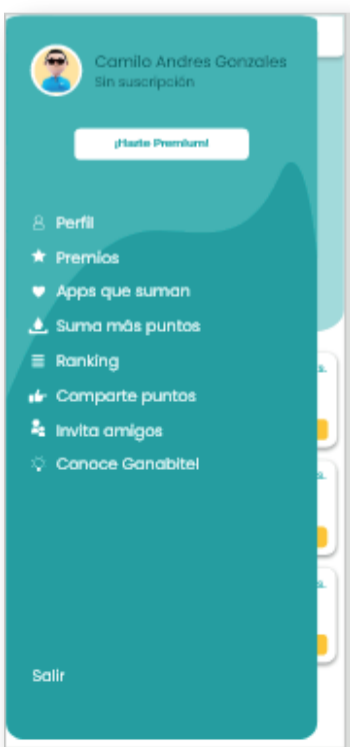 Camilo Andres Gonzales
Sin suscripción
¡Hazte Premium!
Perfil
Premios
Apps que suman
Suma más puntos
Ranking
Comparte puntos
Invita amigos
Conoce Ganabitel
Salir
s.
s.
s.